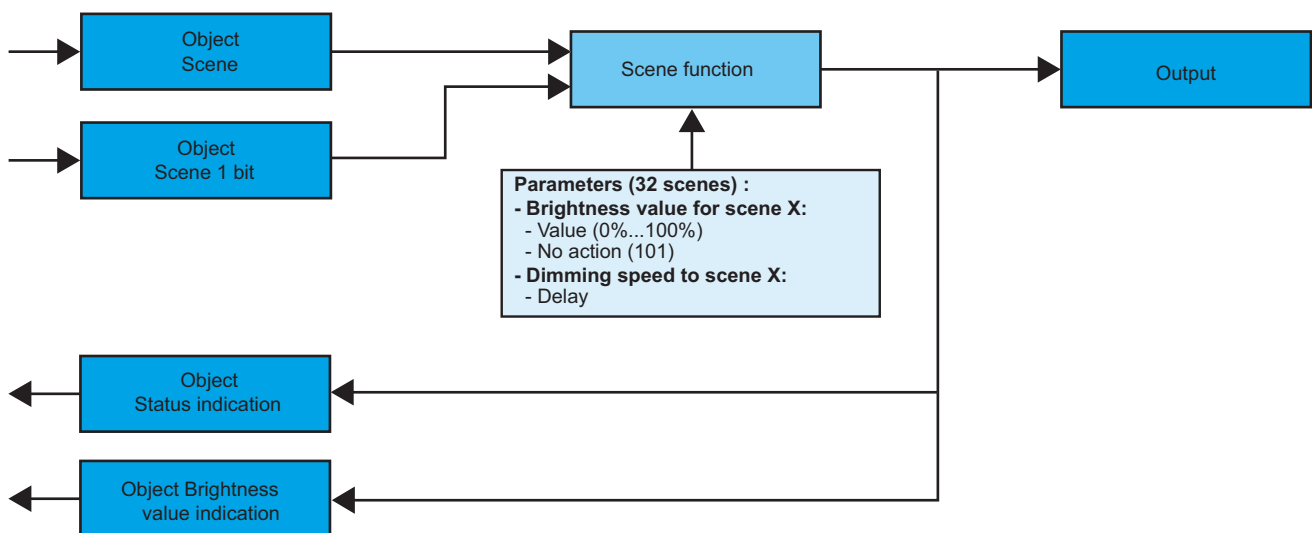 Object
Scene
Scene function
Output
Object
Scene 1 bit
Parameters (32 scenes) :
- Brightness value for scene X:
- Value (0%...100%)
- No action (101)
- Dimming speed to scene X:
- Delay
Object
Status indication
Object Brightness
value indication